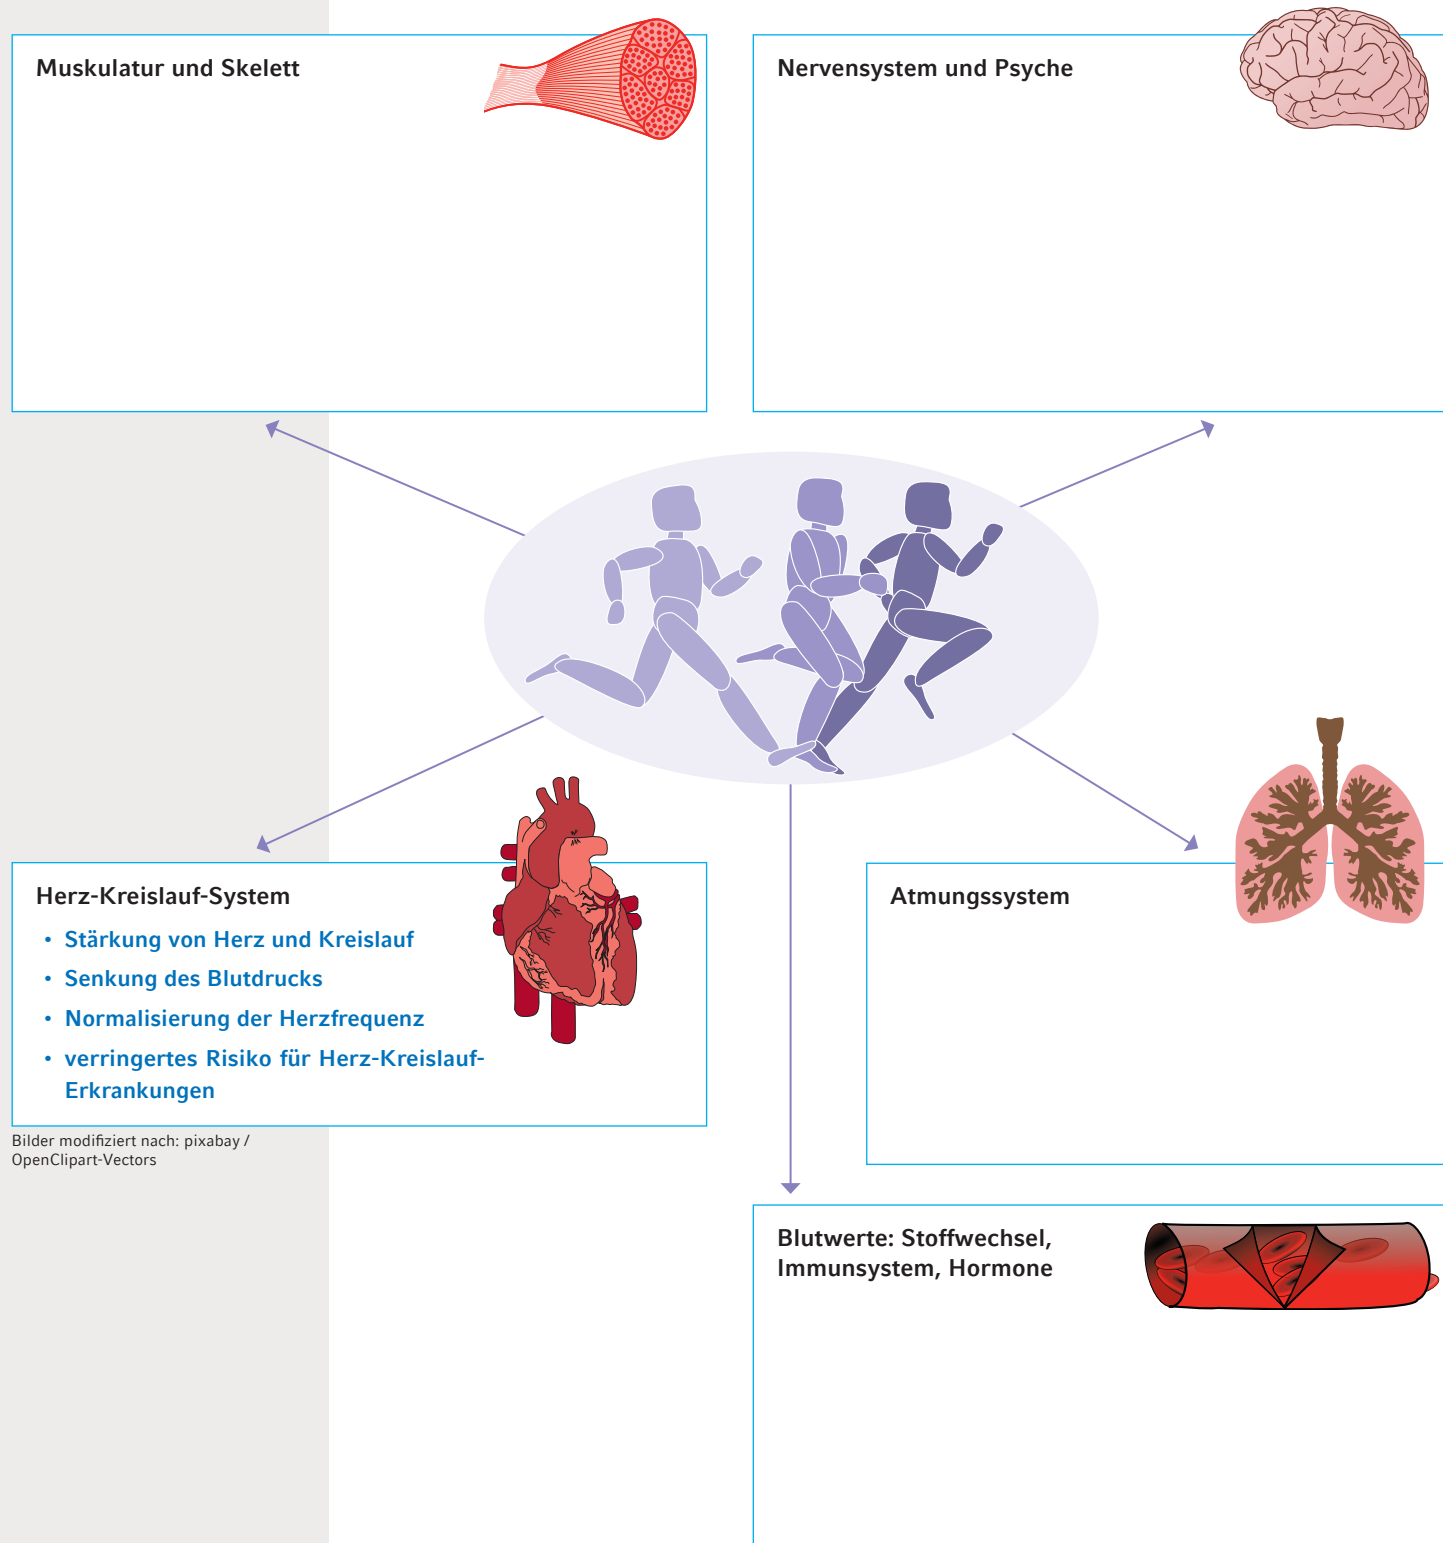 Muskulatur und Skelett
Nervensystem und Psyche
Herz-Kreislauf-System
• Stärkung von Herz und Kreislauf
• Senkung des Blutdrucks
• Normalisierung der Herzfrequenz
• verringertes Risiko für Herz-Kreislauf-
Erkrankungen
Bilder modifiziert nach: pixabay /
OpenClipart-Vectors
Atmungssystem
Blutwerte: Stoffwechsel,
Immunsystem, Hormone